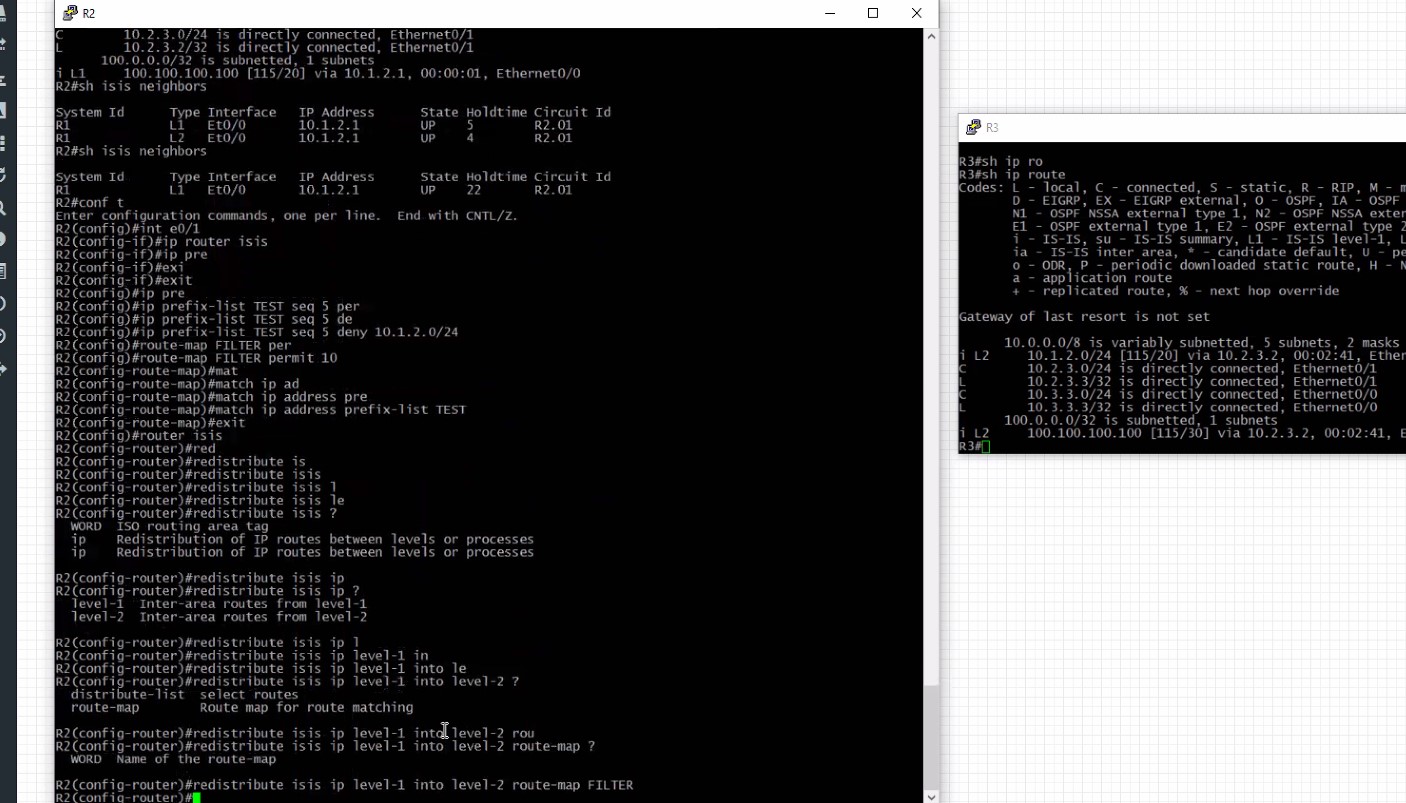 R2
C 10.2.3.0/24 is directly connected, Ethernet0/1
L 10.2.3.2/32 is directly connected, Ethernet0/1
100.0.0.0/32 is subnetted, 1 subnets
i L1 100.100.100.100 [115/20] via 10.1.2.1, 00:00:01, Ethernet0/0
R2#sh isis neighbors
System Id Type Interface IP Address State Holdtime Circuit Id
R1 L1 Et0/0 10.1.2.1 UP 5 R2.01
R1 L2 Et0/0 10.1.2.1 UP 4 R2.01
R2#sh isis neighbors
System Id Type Interface IP Address State Holdtime Circuit Id
R1 L1 Et0/0 10.1.2.1 UP 22 R2.01
R2#conf t
Enter configuration commands, one per line. End with CNTL/Z.
R2(config)#int e0/1
R2(config-if)#ip router isis
R2(config-if)#ip pre
R2(config-if)#exi
R2(config-if)#exit
R2(config)#ip pre
R2(config)#ip prefix-list TEST seq 5 per
R2(config)#ip prefix-list TEST seq 5 de
R2(config)#ip prefix-list TEST seq 5 deny 10.1.2.0/24
R2(config)#route-map FILTER per
R2(config)#route-map FILTER permit 10
R2(config-route-map)#mat
R2(config-route-map)#match ip ad
R2(config-route-map)#match ip address pre
R2(config-route-map)#match ip address prefix-list TEST
R2(config-route-map)#exit
R2(config)#router isis
R2(config-router)#red
R2(config-router)#redistribute is
R2(config-router)#redistribute isis
R2(config-router)#redistribute isis l
R2(config-router)#redistribute isis le
R2(config-router)#redistribute isis ?
WORD ISO routing area tag
ip Redistribution of IP routes between levels or processes
ip Redistribution of IP routes between levels or processes
R2(config-router)#redistribute isis ip
R2(config-router)#redistribute isis ip ?
level-1 Inter-area routes from level-1
level-2 Inter-area routes from level-2
R2(config-router)#redistribute isis ip l
R2(config-router)#redistribute isis ip level-1 in
R2(config-router)#redistribute isis ip level-1 into le
R2(config-router)#redistribute isis ip level-1 into level-2 ?
distribute-list select routes
route-map Route map for route matching
R2(config-router)#redistribute isis ip level-1 into level-2 rou
R2(config-router)#redistribute isis ip level-1 into level-2 route-map ?
WORD Name of the route-map
R2(config-router)#redistribute isis ip level-1 into level-2 route-map FILTER
R2(config-router)#
R3
R3#sh ip ro
R3#sh ip route
Codes: L - local, C - connected, S - static, R - RIP, M - m
D - EIGRP, EX - EIGRP external, O - OSPF, IA - OSPF
N1 - OSPF NSSA external type 1, N2 - OSPF NSSA exter
E1 - OSPF external type 1, E2 - OSPF external type 2
i - IS-IS, su - IS-IS summary, L1 - IS-IS level-1, L
ia - IS-IS inter area, * - candidate default, U - pe
o - ODR, P - periodic downloaded static route, H - N
a - application route
+ - replicated route, % - next hop override
Gateway of last resort is not set
10.0.0.0/8 is variably subnetted, 5 subnets, 2 masks
i L2 10.1.2.0/24 [115/20] via 10.2.3.2, 00:02:41, Ether
C 10.2.3.0/24 is directly connected, Ethernet0/1
L 10.2.3.3/32 is directly connected, Ethernet0/1
C 10.3.3.0/24 is directly connected, Ethernet0/0
L 10.3.3.3/32 is directly connected, Ethernet0/0
100.0.0.0/32 is subnetted, 1 subnets
i L2 100.100.100.100 [115/30] via 10.2.3.2, 00:02:41, E
R3#